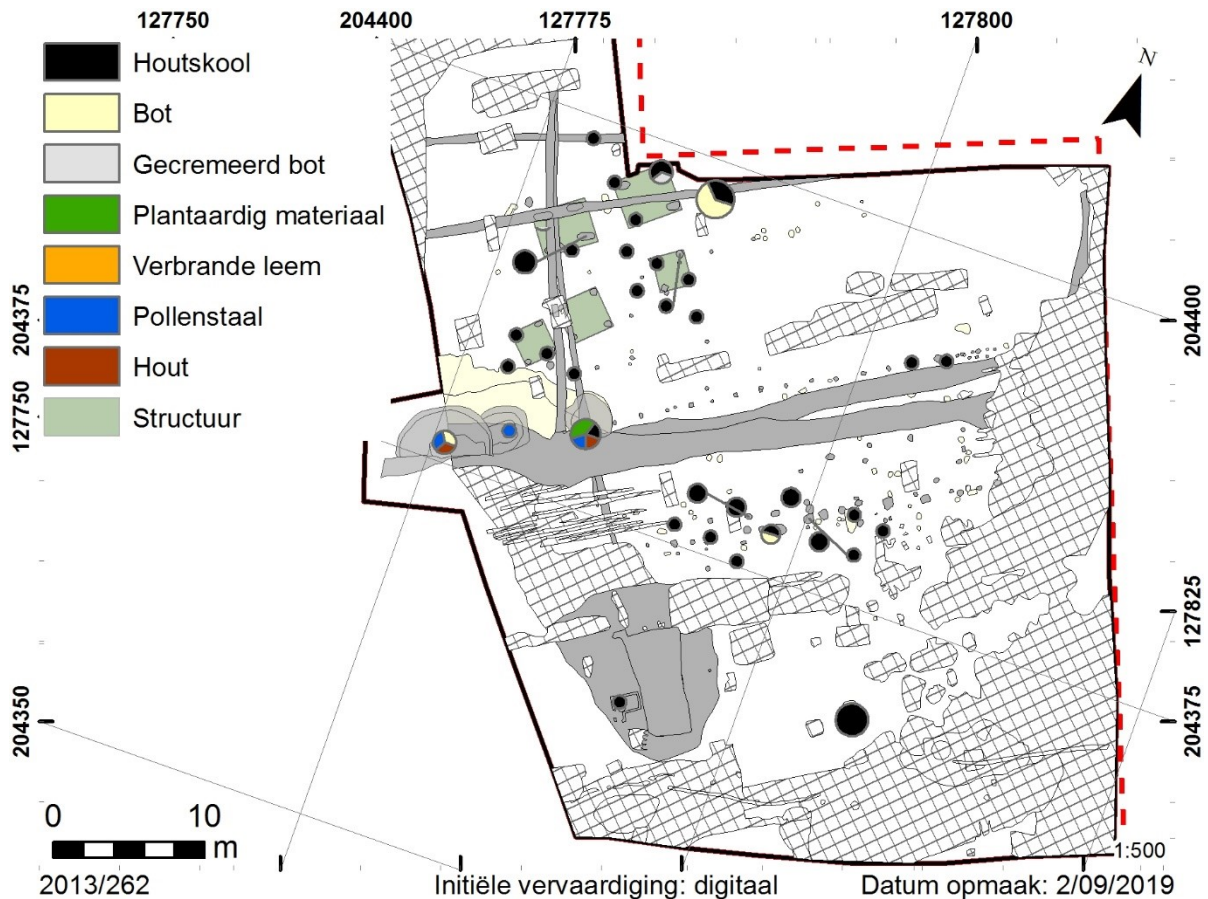 127750
204400
127775
127800
Houtskool
Bot
Gecremeerd bot
Plantaardig materiaal
Verbrande leem
Pollenstaal
Hout
Structuur
N
204375
127750
204350
204400
127825
204375
0 10
m
1:500
2013/262 Initiële vervaardiging: digitaal Datum opmaak: 2/09/2019